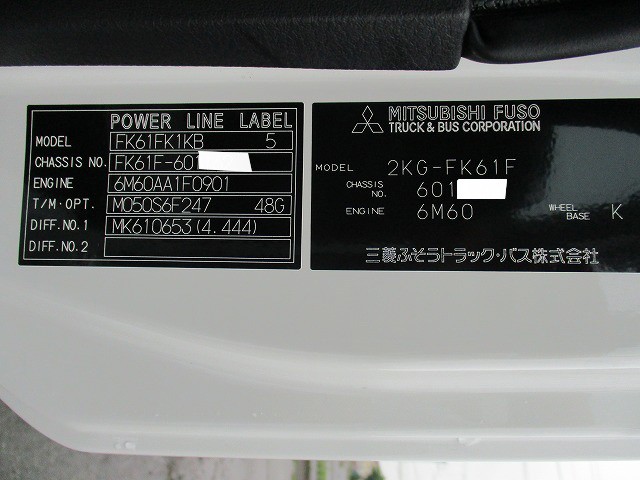 POWER LINE LABEL
MODEL FK61FK1KB 5
CHASSIS NO. FK61F-601
ENGINE 6M60AA1F0901
T/M.OPT. M050S6F247 48G
DIFF.NO.1 MK610653(4.444)
DIFF.NO.2
MITSUBISHI FUSO
TRUCK & BUS CORPORATION
MODEL 2KG-FK61F
CHASSIS NO. 601
ENGINE 6M60 WHEEL BASE K
三菱ふそうトラック・バス株式会社